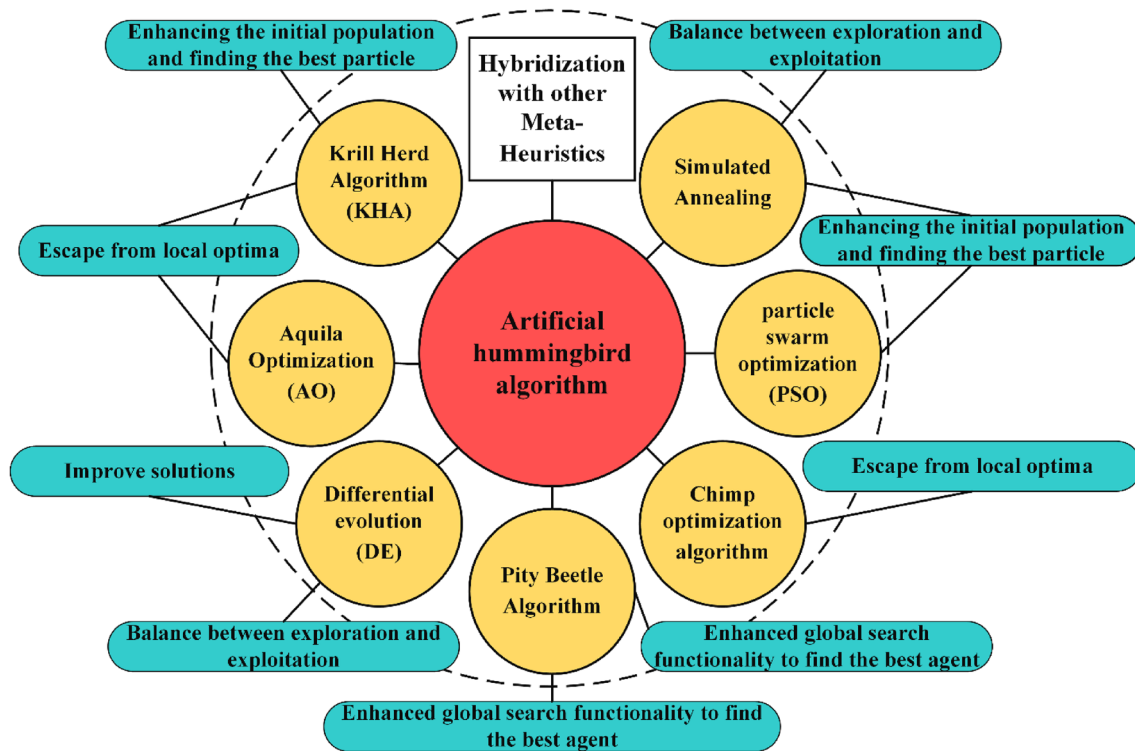 Enhancing the initial population
and finding the best particle
Hybridization
with other
Meta-
Heuristics
Balance between exploration and
exploitation
Krill Herd
Algorithm
(KHA)
Simulated
Annealing
Escape from local optima
Enhancing the initial population
and finding the best particle
Aquila
Optimization
(AO)
Artificial
hummingbird
algorithm
particle
swarm
optimization
(PSO)
Improve solutions
Escape from local optima
Differential
evolution
(DE)
Chimp
optimization
algorithm
Pity Beetle
Algorithm
Balance between exploration and
exploitation
Enhanced global search
functionality to find the best agent
Enhanced global search functionality to find
the best agent